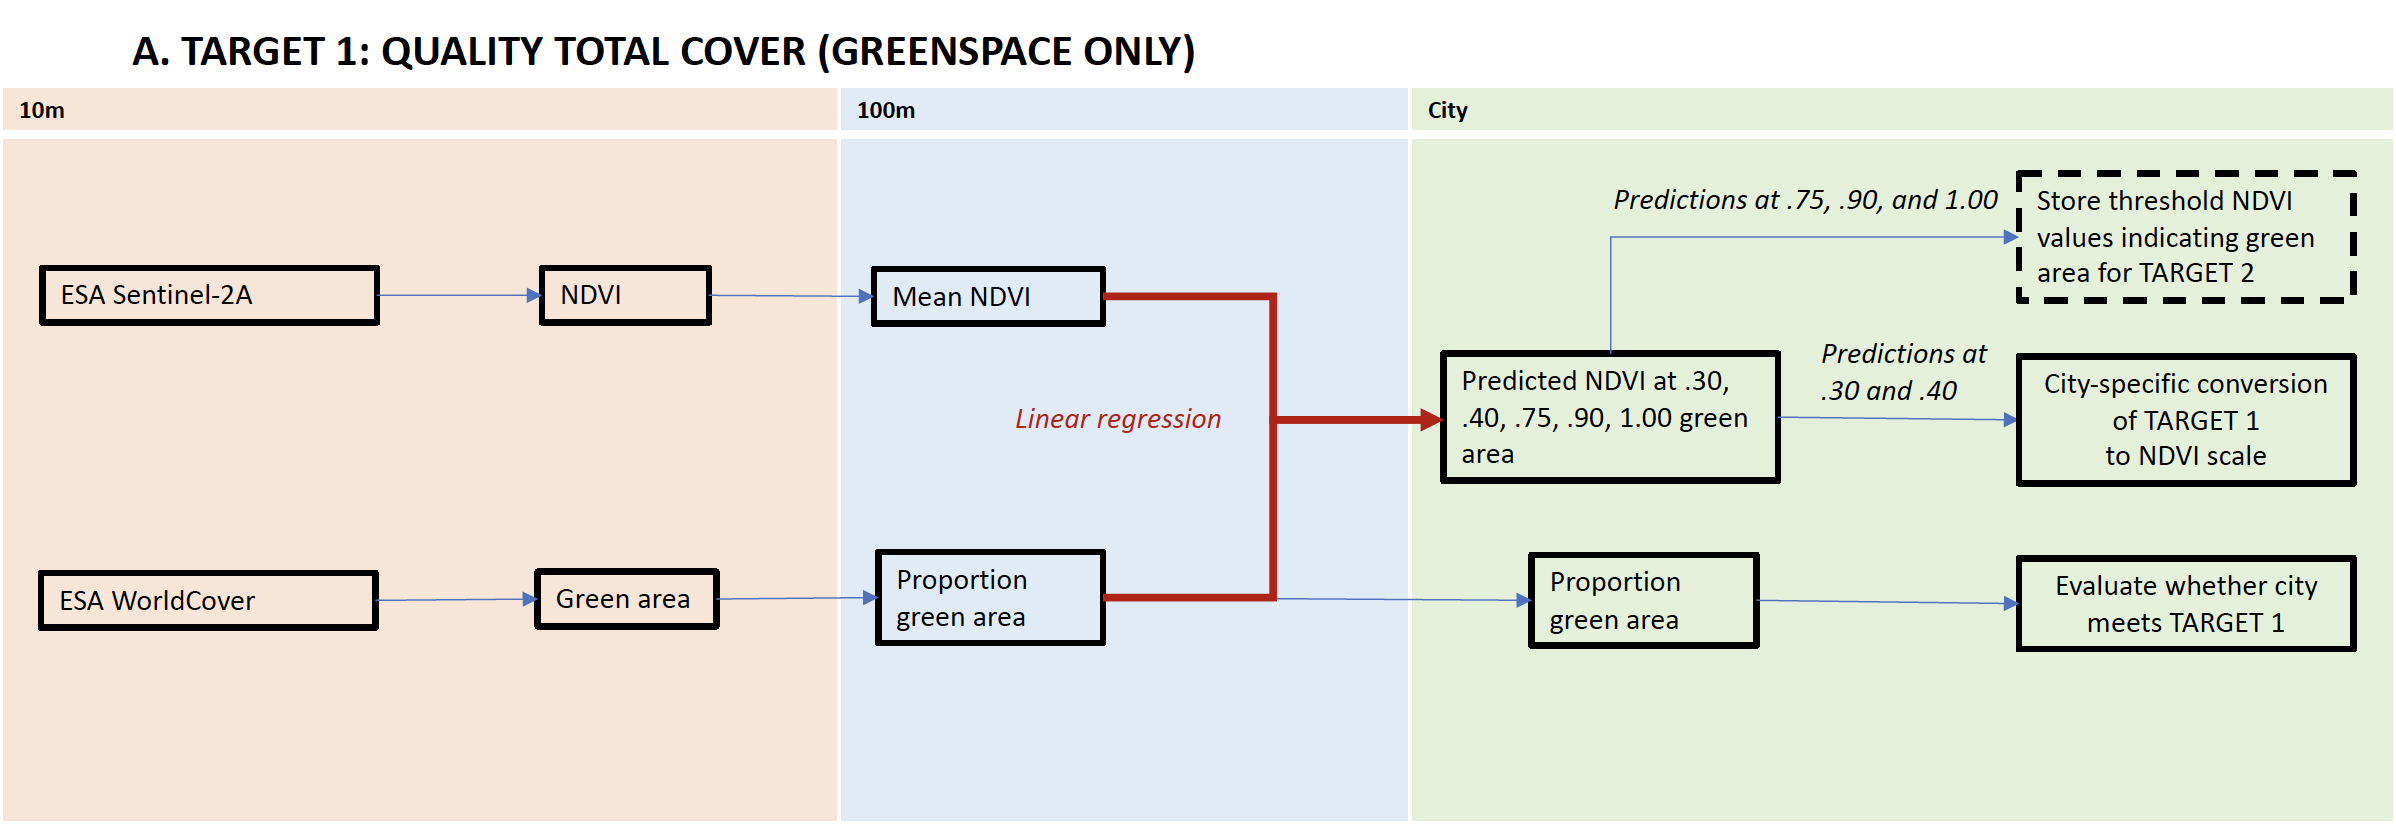 A. TARGET 1: QUALITY TOTAL COVER (GREENSPACE ONLY)
10m
100m
City
ESA Sentinel-2A
NDVI
Mean NDVI
Predictions at .75, .90, and 1.00
Store threshold NDVI
values indicating green
area for TARGET 2
Linear regression
Predicted NDVI at .30,
.40, .75, .90, 1.00 green
area
Predictions at
.30 and .40
City-specific conversion
of TARGET 1
to NDVI scale
ESA WorldCover
Green area
Proportion
green area
Proportion
green area
Evaluate whether city
meets TARGET 1